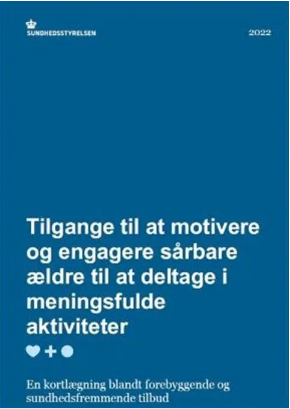 SUNDHEDSSTYRELSEN
2022
Tilgange til at motivere
og engagere sårbare
ældre til at deltage i
meningsfulde
aktiviteter
En kortlægning blandt forebyggende og
sundhedsfremmende tilbud